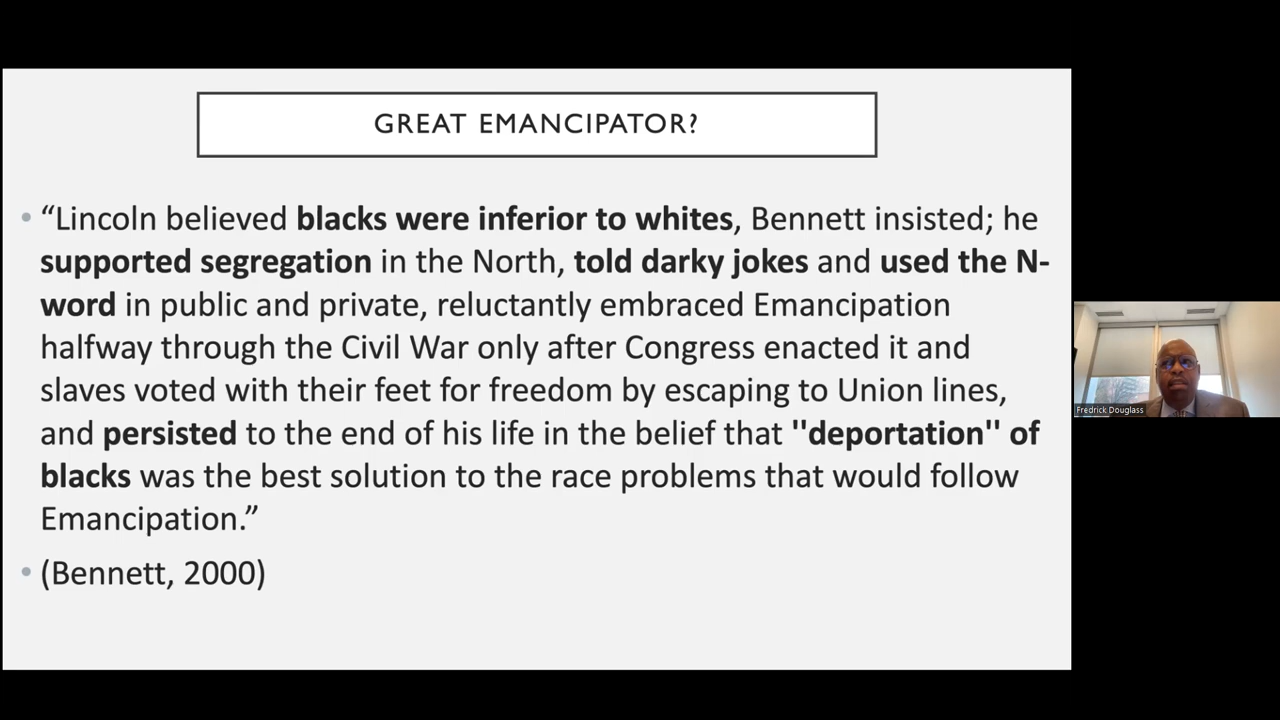 GREAT EMANCIPATOR?
• “Lincoln believed blacks were inferior to whites, Bennett insisted; he
supported segregation in the North, told darky jokes and used the N-
word in public and private, reluctantly embraced Emancipation
halfway through the Civil War only after Congress enacted it and
slaves voted with their feet for freedom by escaping to Union lines,
and persisted to the end of his life in the belief that "deportation" of
blacks was the best solution to the race problems that would follow
Emancipation.”
• (Bennett, 2000)
Fredrick Douglass